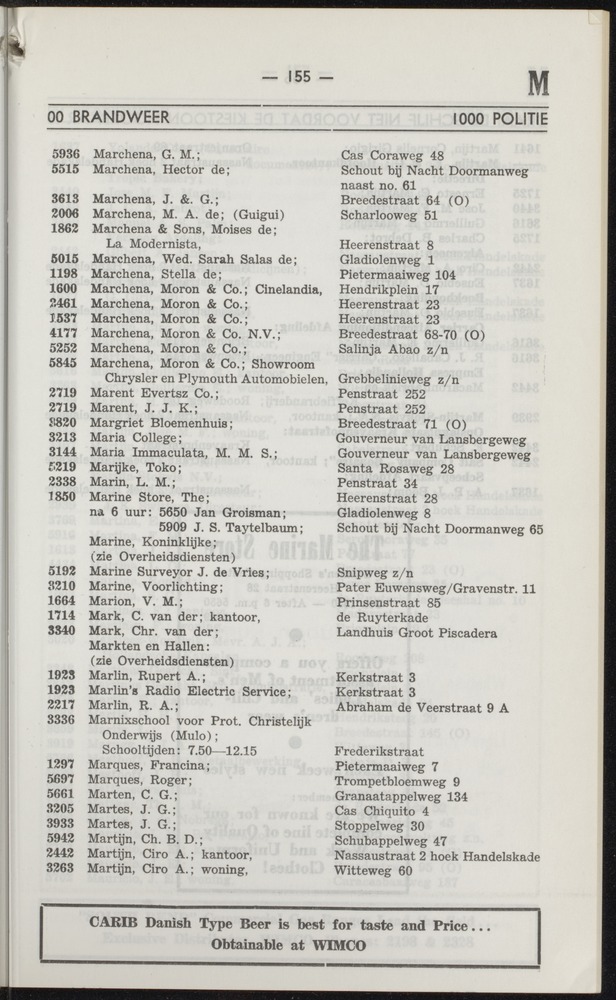 — 155 —
M
00 BRANDWEER 1000 POLITIE
5936 Marchena, G. M.; Cas Coraweg 48
5515 Marchena, Hector de; Schout bij Nacht Doormanweg
naast no. 61
3613 Marchena, J. &. G.; Breedestraat 64 (O)
2006 Marchena, M. A. de; (Guigui) Scharlooweg 51
1862 Marchena & Sons, Moises de;
La Modernista, Heerenstraat 8
5015 Marchena, Wed. Sarah Salas de; Gladiolenweg 1
1198 Marchena, Stella de; Pietermaaiweg 104
1600 Marchena, Moron & Co.; Cinelandia, Hendrikplein 17
2461 Marchena, Moron & Co.; Heerenstraat 23
1537 Marchena, Moron & Co.; Heerenstraat 23
4177 Marchena, Moron & Co. N.V.; Breedestraat 68-70 (O)
5252 Marchena, Moron & Co.; Salinja Abao z/n
5845 Marchena, Moron & Co.; Showroom
Chrysler en Plymouth Automobielen, Grebbelinieweg z/n
2719 Marent Evertsz Co.; Penstraat 252
2719 Marent, J. J. K.; Penstraat 252
3820 Margriet Bloemenhuis; Breedestraat 71 (O)
3213 Maria College; Gouverneur van Lansbergeweg
3144 Maria Immaculata, M. M. S.; Gouverneur van Lansbergeweg
5219 Marijke, Toko; Santa Rosaweg 28
2338 Marin, L. M.; Penstraat 34
1850 Marine Store, The; Heerenstraat 28
na 6 uur: 5650 Jan Groisman; Gladiolenweg 8
5909 J. S. Taytelbaum; Schout bij Nacht Doormanweg 65
Marine, Koninklijke;
(zie Overheidsdiensten)
5192 Marine Surveyor J. de Vries; Snipweg z/n
3210 Marine, Voorlichting; Pater Euwensweg/Gravenstr. 11
1664 Marion, V. M.; Prinsenstraat 85
1714 Mark, C. van der; kantoor, de Ruyterkade
3340 Mark, Chr. van der; Landhuis Groot Piscadera
Markten en Hallen:
(zie Overheidsdiensten)
1923 Marlin, Rupert A.; Kerkstraat 3
1923 Marlin's Radio Electric Service; Kerkstraat 3
2217 Marlin, R. A.; Abraham de Veerstraat 9 A
3336 Marnixschool voor Prot. Christelijk
Onderwijs (Mulo);
Schooltijden: 7.50—12.15 Frederikstraat
1297 Marques, Francina; Pietermaaiweg 7
5697 Marques, Roger; Trompetbloemweg 9
5661 Marten, C. G.; Granaatappelweg 134
3205 Martes, J. G.; Cas Chiquito 4
3933 Martes, J. G.; Stoppelweg 30
5942 Martijn, Ch. B. D.; Schubappelweg 47
2442 Martijn, Ciro A.; kantoor, Nassaustraat 2 hoek Handelskade
3263 Martijn, Ciro A.; woning, Witteweg 60
CARIB Danish Type Beer is best for taste and Price...
Obtainable at WIMCO